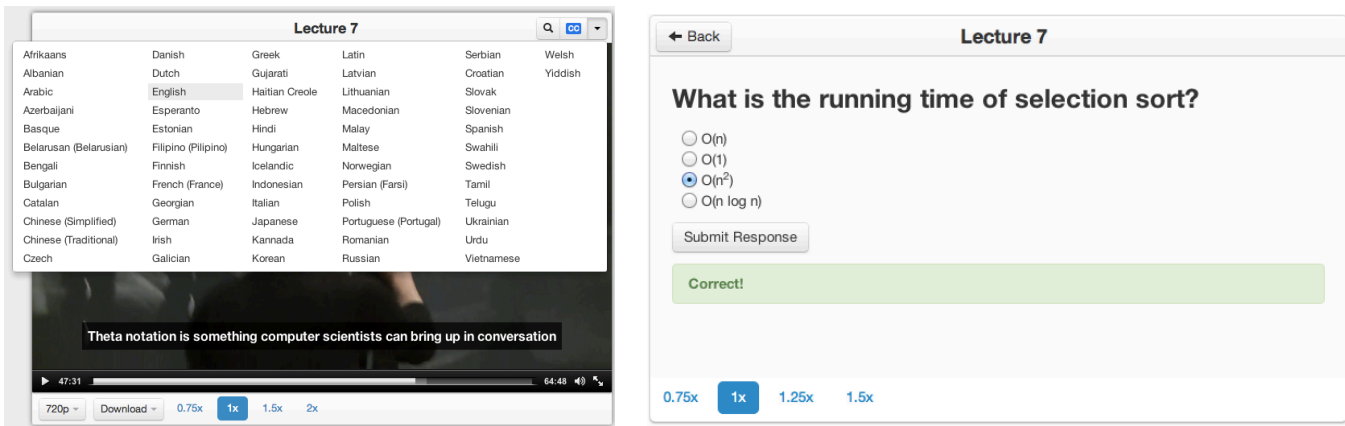 Lecture 7
CC
Afrikaans Danish Greek Latin Serbian Welsh
Albanian Dutch Gujarati Latvian Croatian Yiddish
Arabic English Haitian Creole Lithuanian Slovak
Azerbaijani Esperanto Hebrew Macedonian Slovenian
Basque Estonian Hindi Malay Spanish
Belarusan (Belarusian) Filipino (Pilipino) Hungarian Maltese Swahili
Bengali Finnish Icelandic Norwegian Swedish
Bulgarian French (France) Indonesian Persian (Farsi) Tamil
Catalan Georgian Italian Polish Telugu
Chinese (Simplified) German Japanese Portuguese (Portugal) Ukrainian
Chinese (Traditional) Irish Kannada Romanian Urdu
Czech Galician Korean Russian Vietnamese
Theta notation is something computer scientists can bring up in conversation
47:31 64:48
720p Download 0.75x 1x 1.5x 2x
Back Lecture 7
What is the running time of selection sort?
O(n)
O(1)
O(n²)
O(n log n)
Submit Response
Correct!
0.75x 1x 1.25x 1.5x